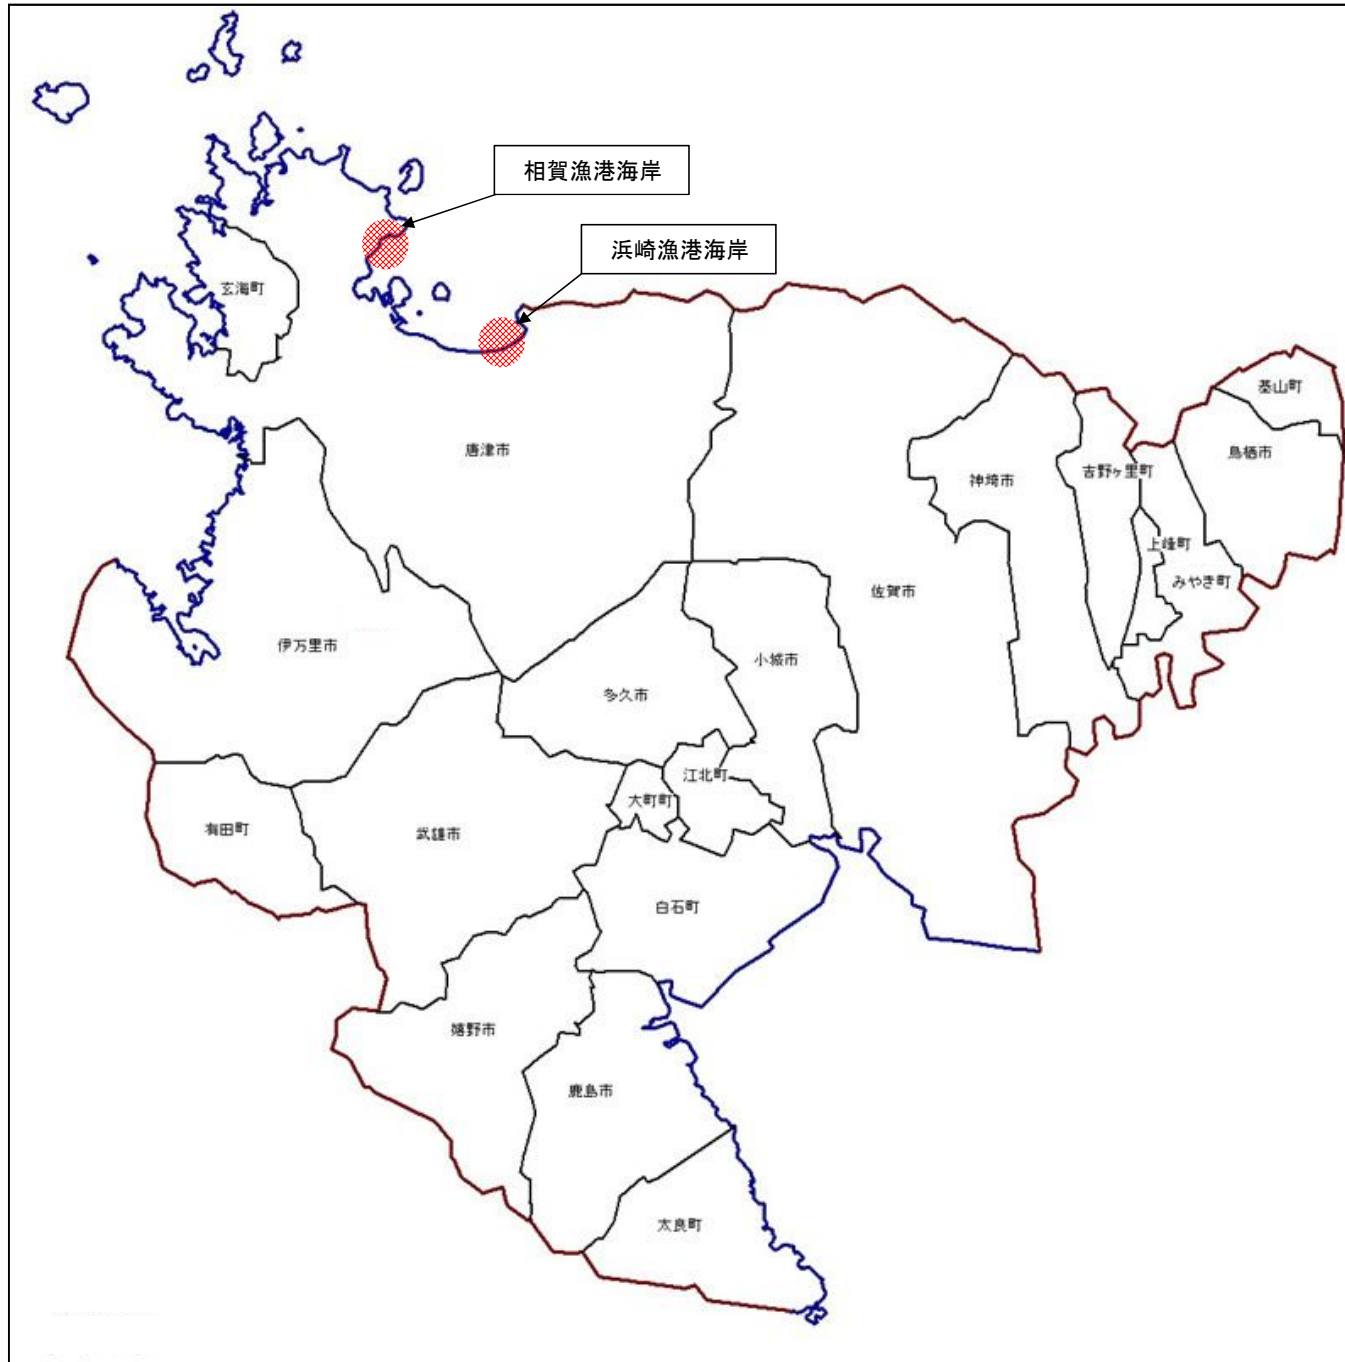 相賀漁港海岸
浜崎漁港海岸
玄海町
基山町
唐津市
鳥栖市
神埼市
吉野ヶ里町
上峰町
みやき町
佐賀市
伊万里市
小城市
多久市
江北町
大町町
有田町
武雄市
白石町
嬉野市
鹿島市
太良町